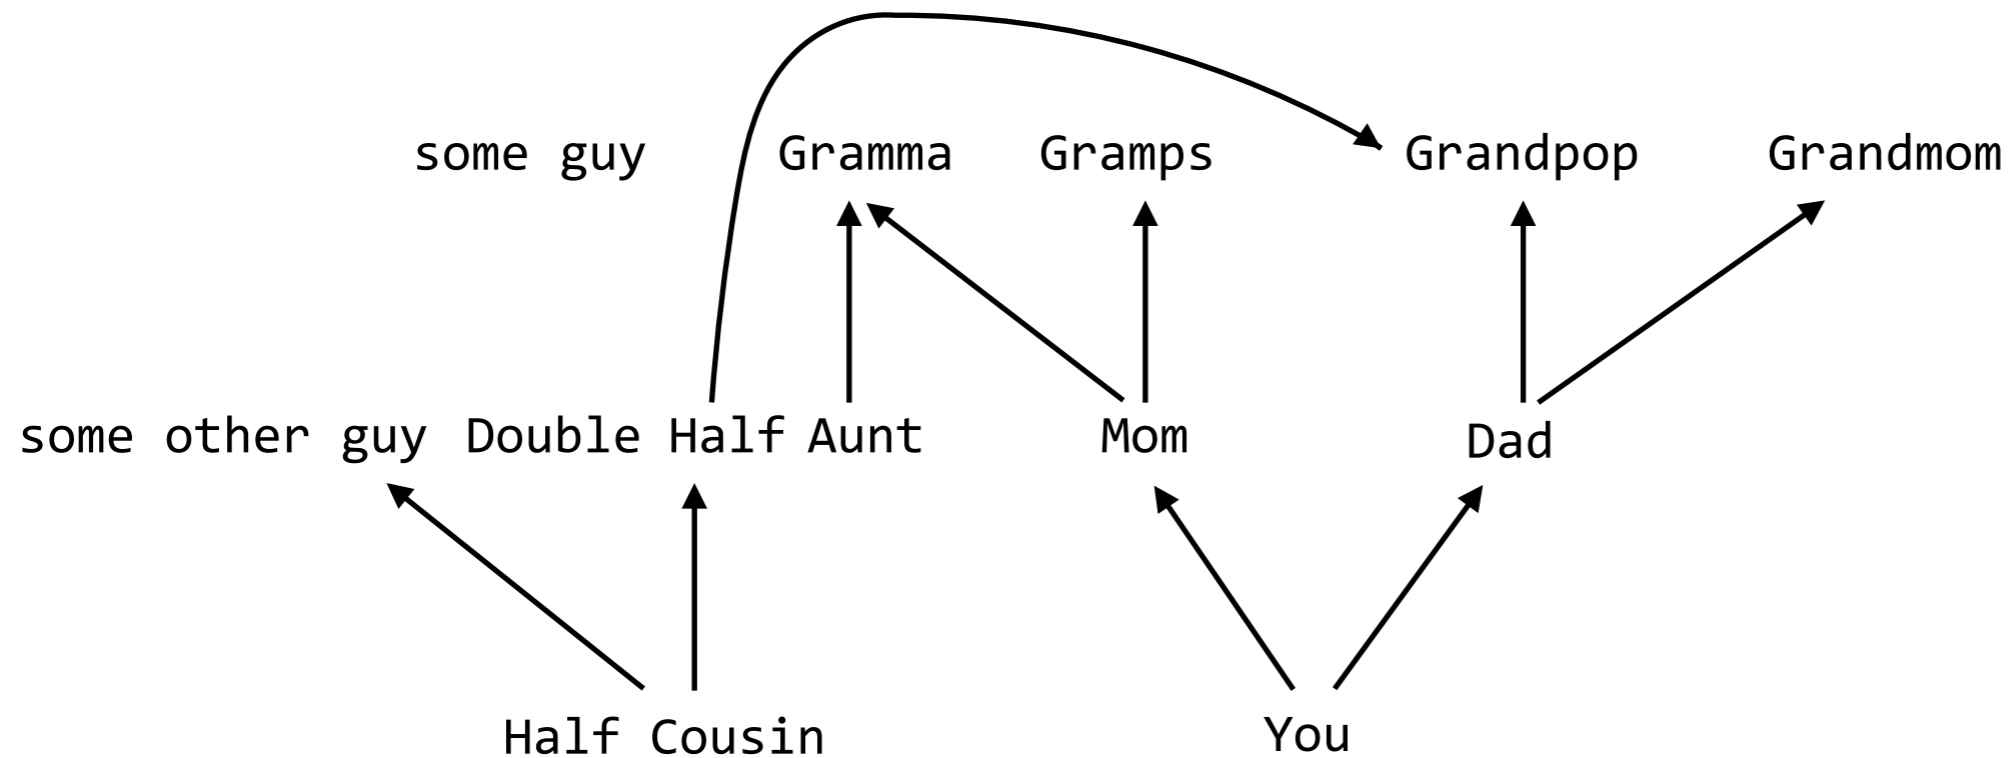 some guy Gramma Gramps Grandpop Grandmom
some other guy Double Half Aunt Mom Dad
Half Cousin You